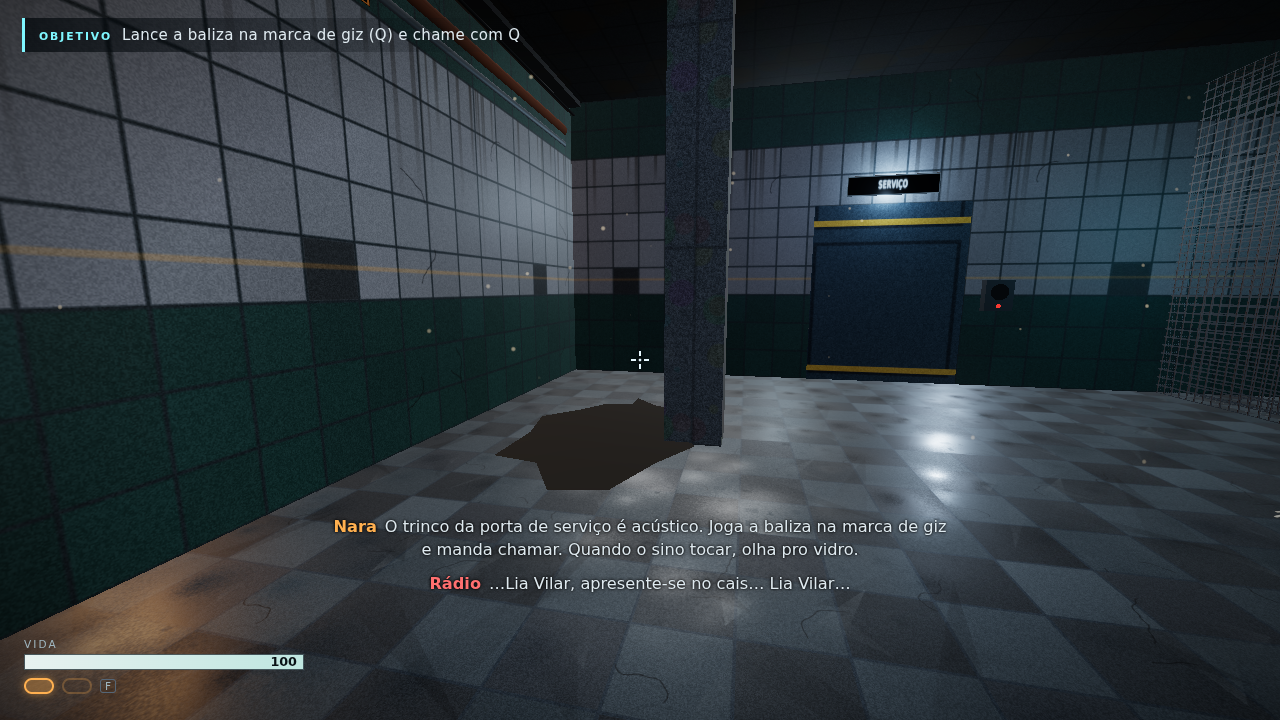 OBJETIVO Lance a baliza na marca de giz (Q) e chame com Q
SERVIÇO
Nara O trinco da porta de serviço é acústico. Joga a baliza na marca de giz
e manda chamar. Quando o sino tocar, olha pro vidro.
Rádio ...Lia Vilar, apresente-se no cais... Lia Vilar...
VIDA
100
F